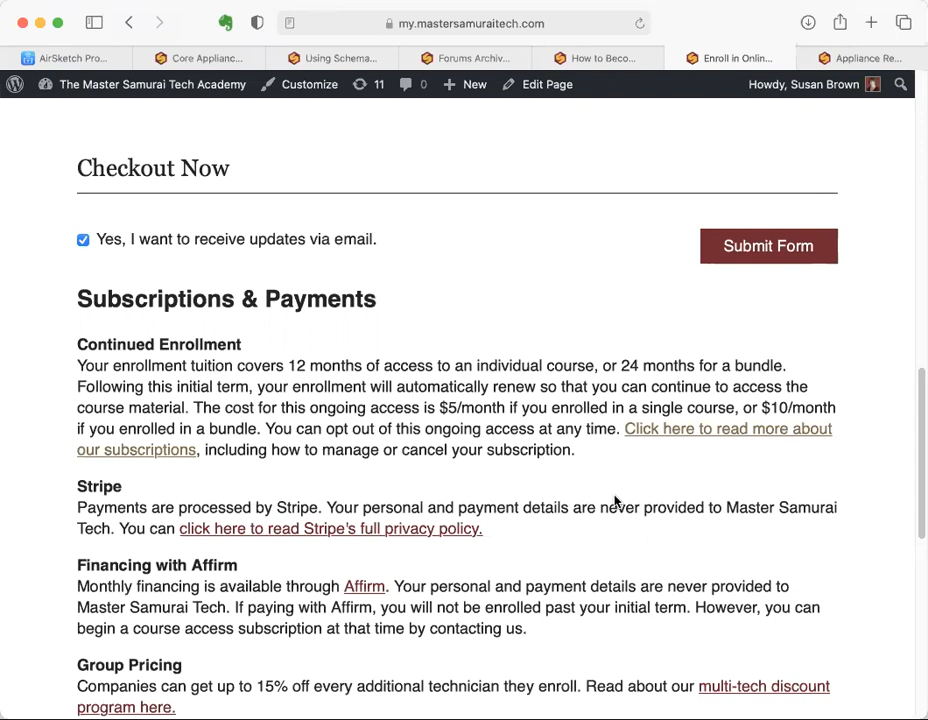 my.mastersamuraitech.com
AirSketch Pro...
Core Applianc...
Using Schema...
Forums Archiv...
How to Beco...
Enroll in Onlin...
Appliance Re...
The Master Samurai Tech Academy
Customize
11
0
New
Edit Page
Howdy, Susan Brown
Checkout Now
Yes, I want to receive updates via email.
Submit Form
Subscriptions & Payments
Continued Enrollment
Your enrollment tuition covers 12 months of access to an individual course, or 24 months for a bundle.
Following this initial term, your enrollment will automatically renew so that you can continue to access the
course material. The cost for this ongoing access is $5/month if you enrolled in a single course, or $10/month
if you enrolled in a bundle. You can opt out of this ongoing access at any time. Click here to read more about
our subscriptions, including how to manage or cancel your subscription.
Stripe
Payments are processed by Stripe. Your personal and payment details are never provided to Master Samurai
Tech. You can click here to read Stripe's full privacy policy.
Financing with Affirm
Monthly financing is available through Affirm. Your personal and payment details are never provided to
Master Samurai Tech. If paying with Affirm, you will not be enrolled past your initial term. However, you can
begin a course access subscription at that time by contacting us.
Group Pricing
Companies can get up to 15% off every additional technician they enroll. Read about our multi-tech discount
program here.